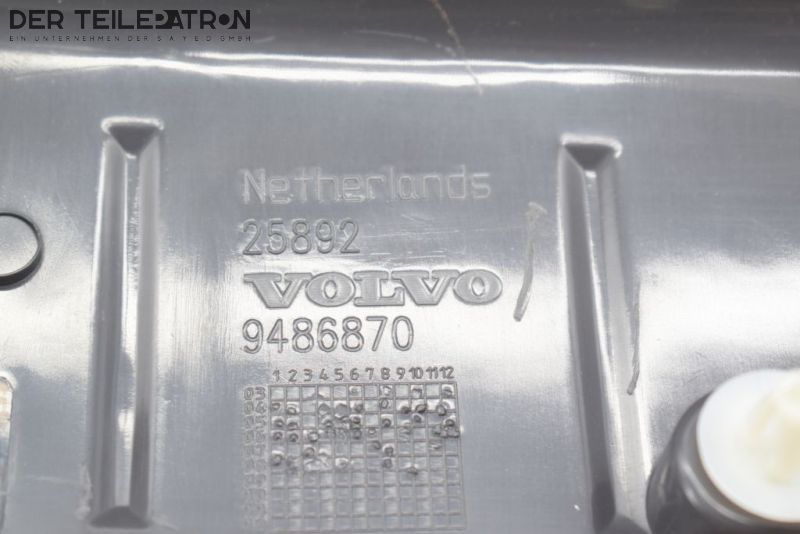 DER TEILEPATRON
EIN UNTERNEHMEN DER S A Y E D GMBH
Netherlands
25892
VOLVO
9486870
1 2 3 4 5 6 7 8 9 10 11 12